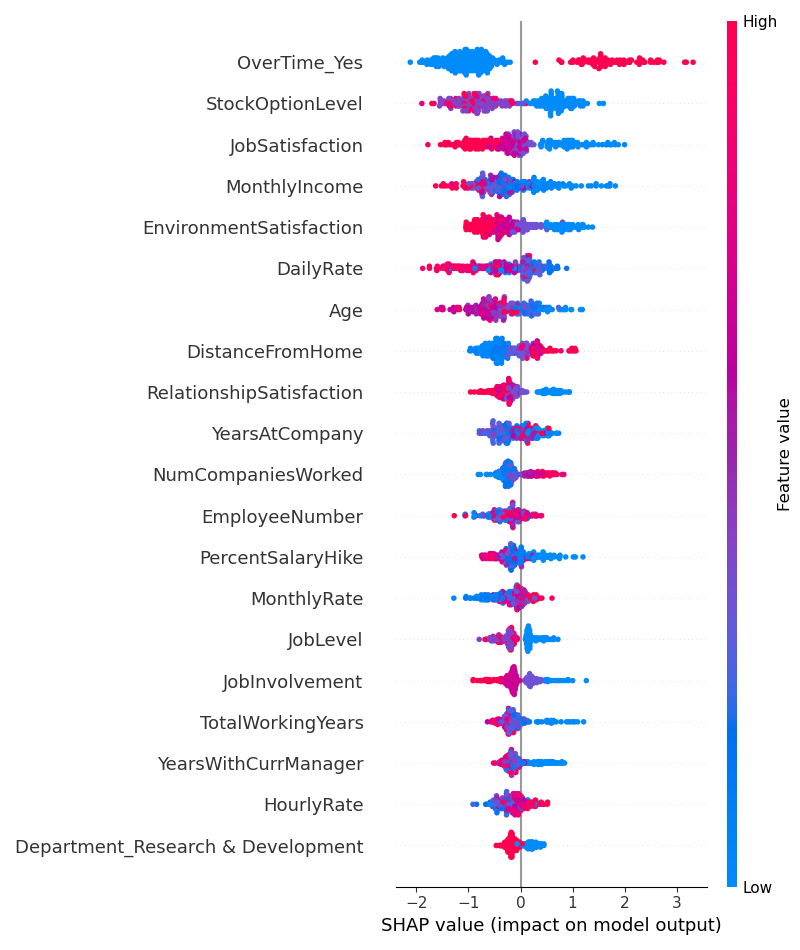 High
OverTime_Yes
StockOptionLevel
JobSatisfaction
MonthlyIncome
EnvironmentSatisfaction
DailyRate
Age
DistanceFromHome
RelationshipSatisfaction
YearsAtCompany
NumCompaniesWorked
EmployeeNumber
PercentSalaryHike
MonthlyRate
JobLevel
JobInvolvement
TotalWorkingYears
YearsWithCurrManager
HourlyRate
Department_Research & Development
Feature value
Low
−2 −1 0 1 2 3
SHAP value (impact on model output)